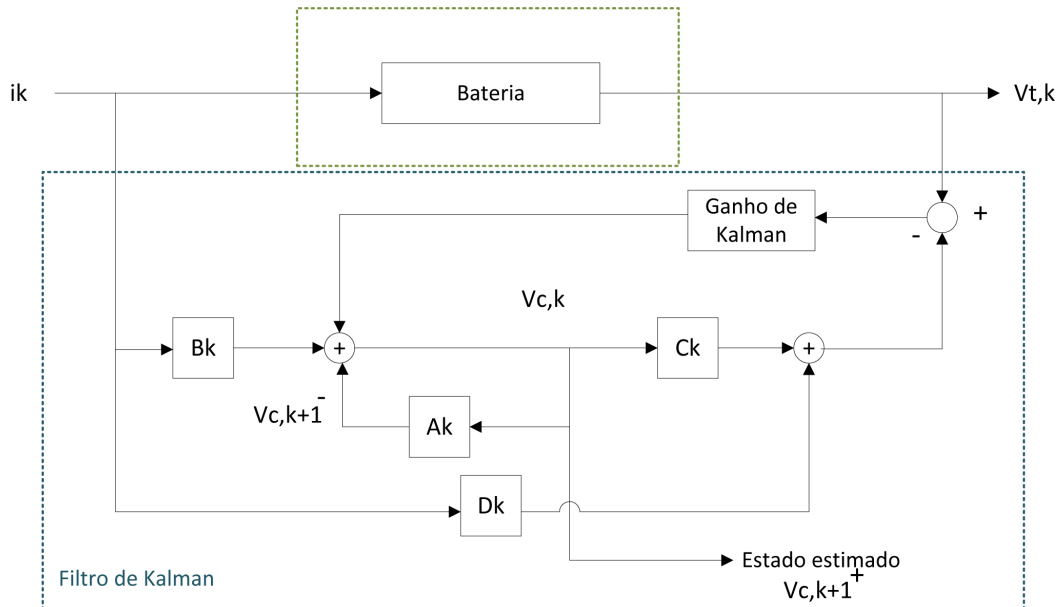 ik
Bateria
Vt,k
Ganho de
Kalman
+
-
Vc,k
Bk
+
Ck
+
Vc,k+1-
Ak
Dk
Estado estimado
Vc,k+1+
Filtro de Kalman